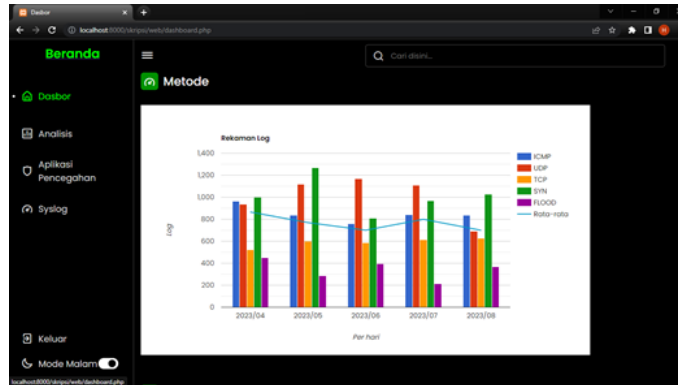 Dasbor
localhost:8000/skripsi/web/dashboard.php
Beranda
Cari disini...
Metode
Dasbor
Analisis
Aplikasi
Pencegahan
Syslog
Keluar
Mode Malam
Rekaman Log
1,400
1,200
1,000
800
600
400
200
0
Log
2023/04 2023/05 2023/06 2023/07 2023/08
Per hari
ICMP
UDP
TCP
SYN
FLOOD
Rata-rata
localhost:8000/skripsi/web/dashboard.php